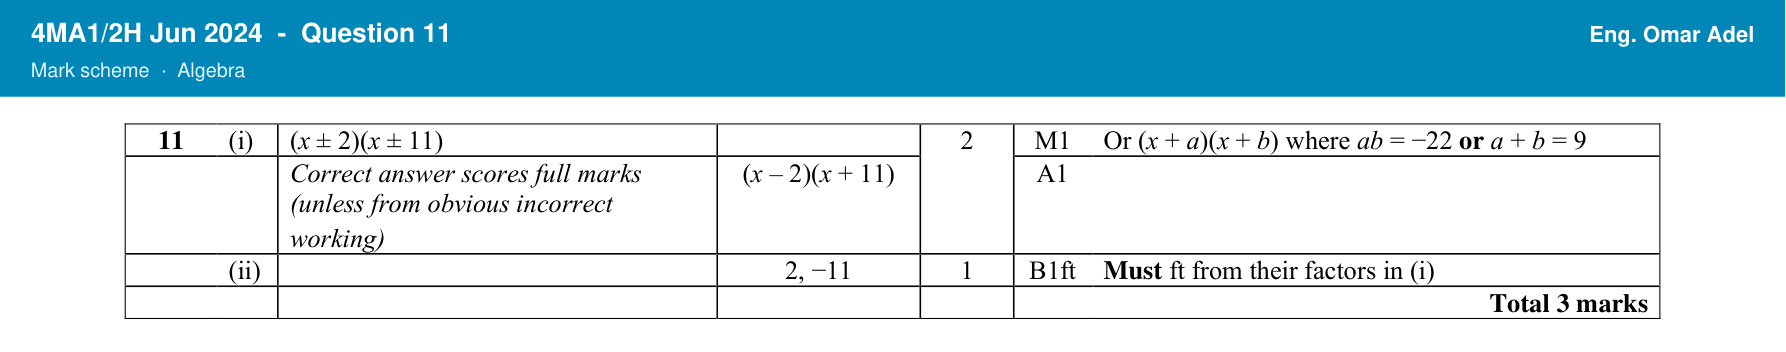 4MA1/2H Jun 2024 - Question 11
Eng. Omar Adel
Mark scheme · Algebra
11 (i) (x ± 2)(x ± 11) 2 M1 Or (x + a)(x + b) where ab = −22 or a + b = 9
Correct answer scores full marks (x – 2)(x + 11) A1
(unless from obvious incorrect
working)
(ii) 2, −11 1 B1ft Must ft from their factors in (i)
Total 3 marks